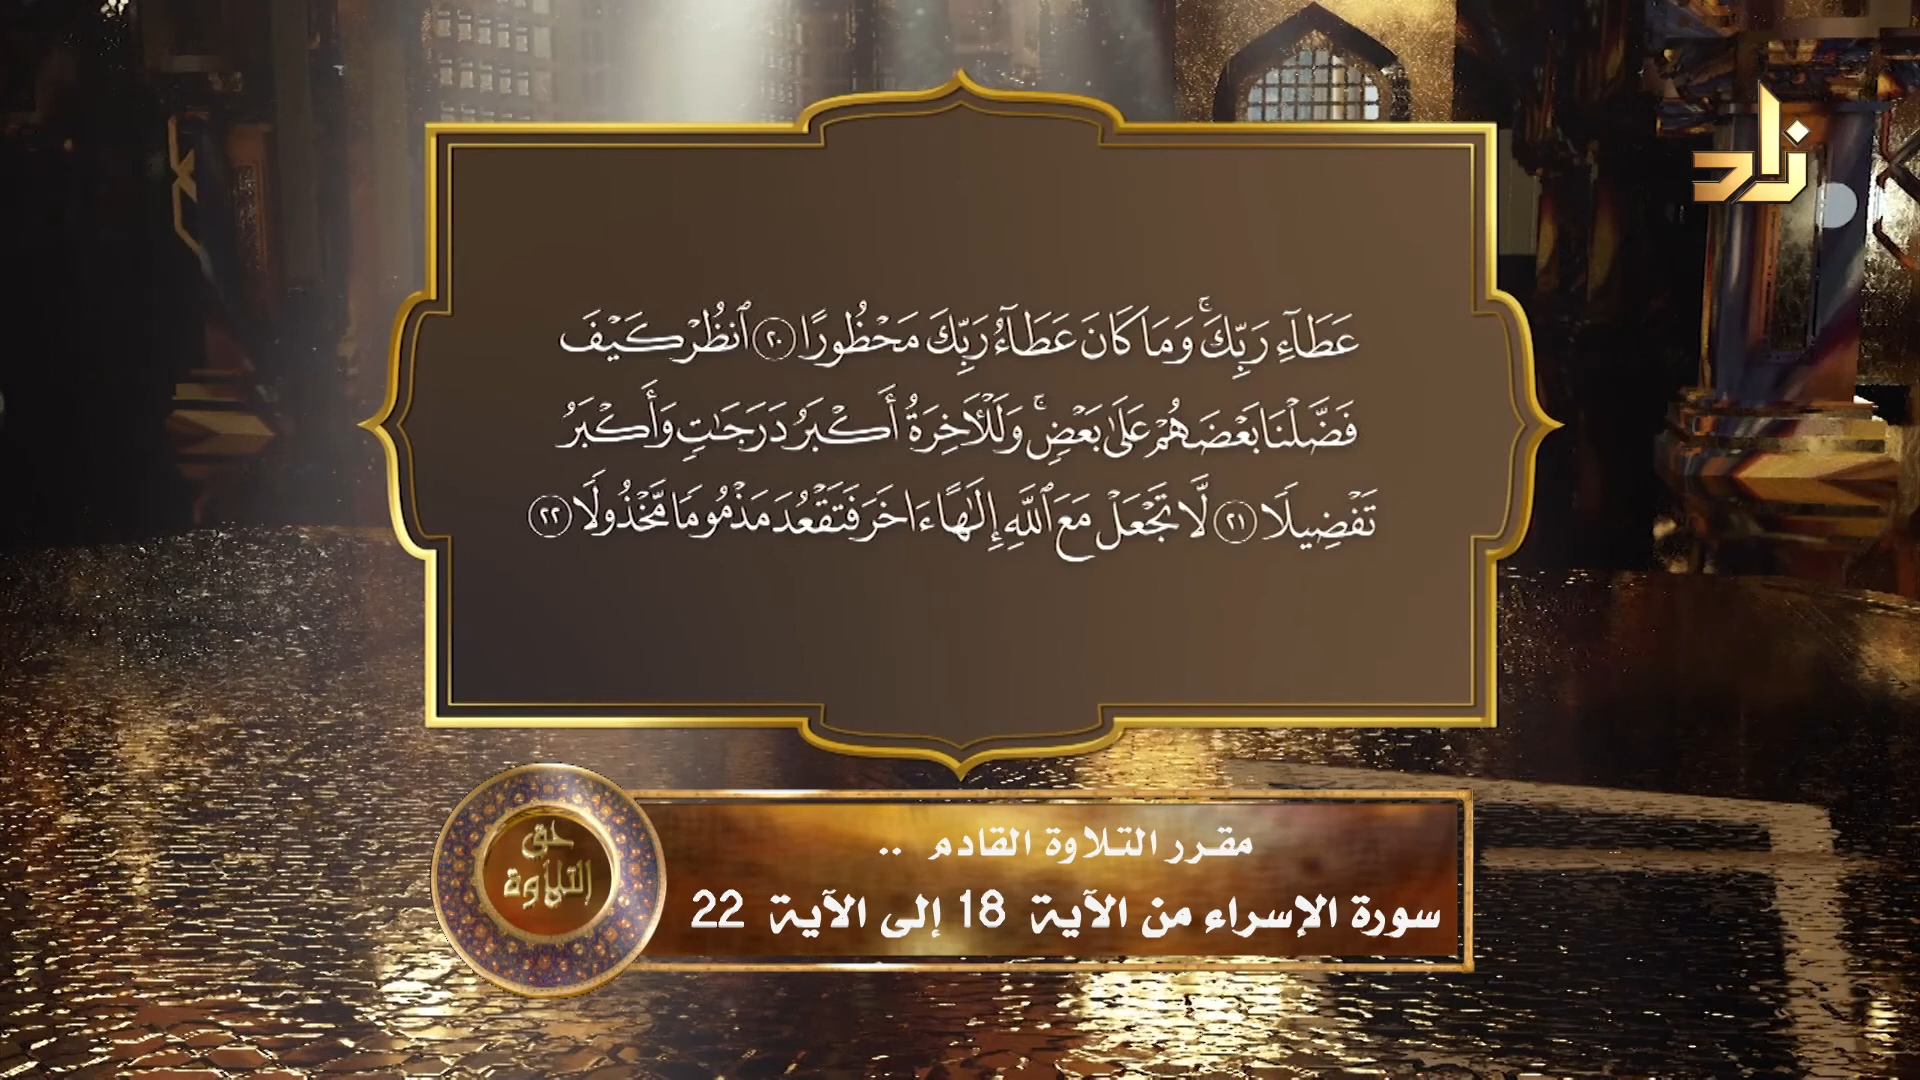 زاد
عَطَآءِ رَبِّكَۚ وَمَا كَانَ عَطَآءُ رَبِّكَ مَحْظُورًا ٢٠ ٱنظُرْ كَيْفَ
فَضَّلْنَا بَعْضَهُمْ عَلَىٰ بَعْضٍۚ وَلَلْـَٔاخِرَةُ أَكْبَرُ دَرَجَـٰتٍ وَأَكْبَرُ
تَفْضِيلًا ٢١ لَّا تَجْعَلْ مَعَ ٱللَّهِ إِلَـٰهًا ءَاخَرَ فَتَقْعُدَ مَذْمُومًا مَّخْذُولًا ٢٢
مقرر التلاوة القادم ..
سورة الإسراء من الآية 18 إلى الآية 22
حق
التلاوة